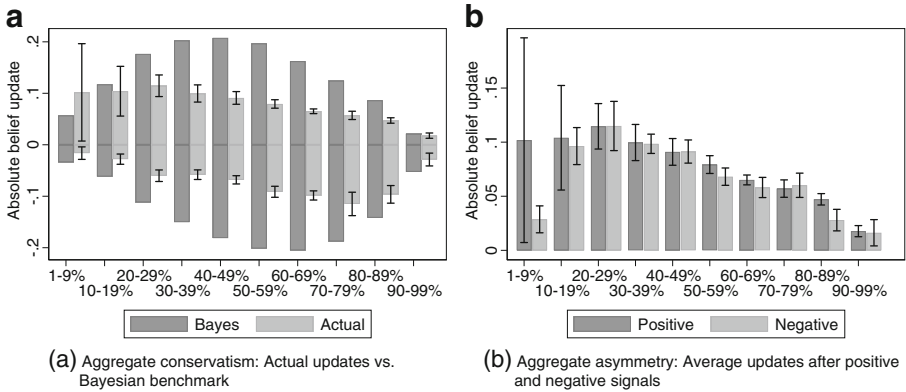 a
b
Absolute belief update
.2
.1
0
-.1
-.2
1-9%
20-29%
40-49%
60-69%
80-89%
10-19%
30-39%
50-59%
70-79%
90-99%
Bayes
Actual
(a) Aggregate conservatism: Actual updates vs.
Bayesian benchmark
Absolute belief update
.15
.1
.05
0
1-9%
20-29%
40-49%
60-69%
80-89%
10-19%
30-39%
50-59%
70-79%
90-99%
Positive
Negative
(b) Aggregate asymmetry: Average updates after positive
and negative signals